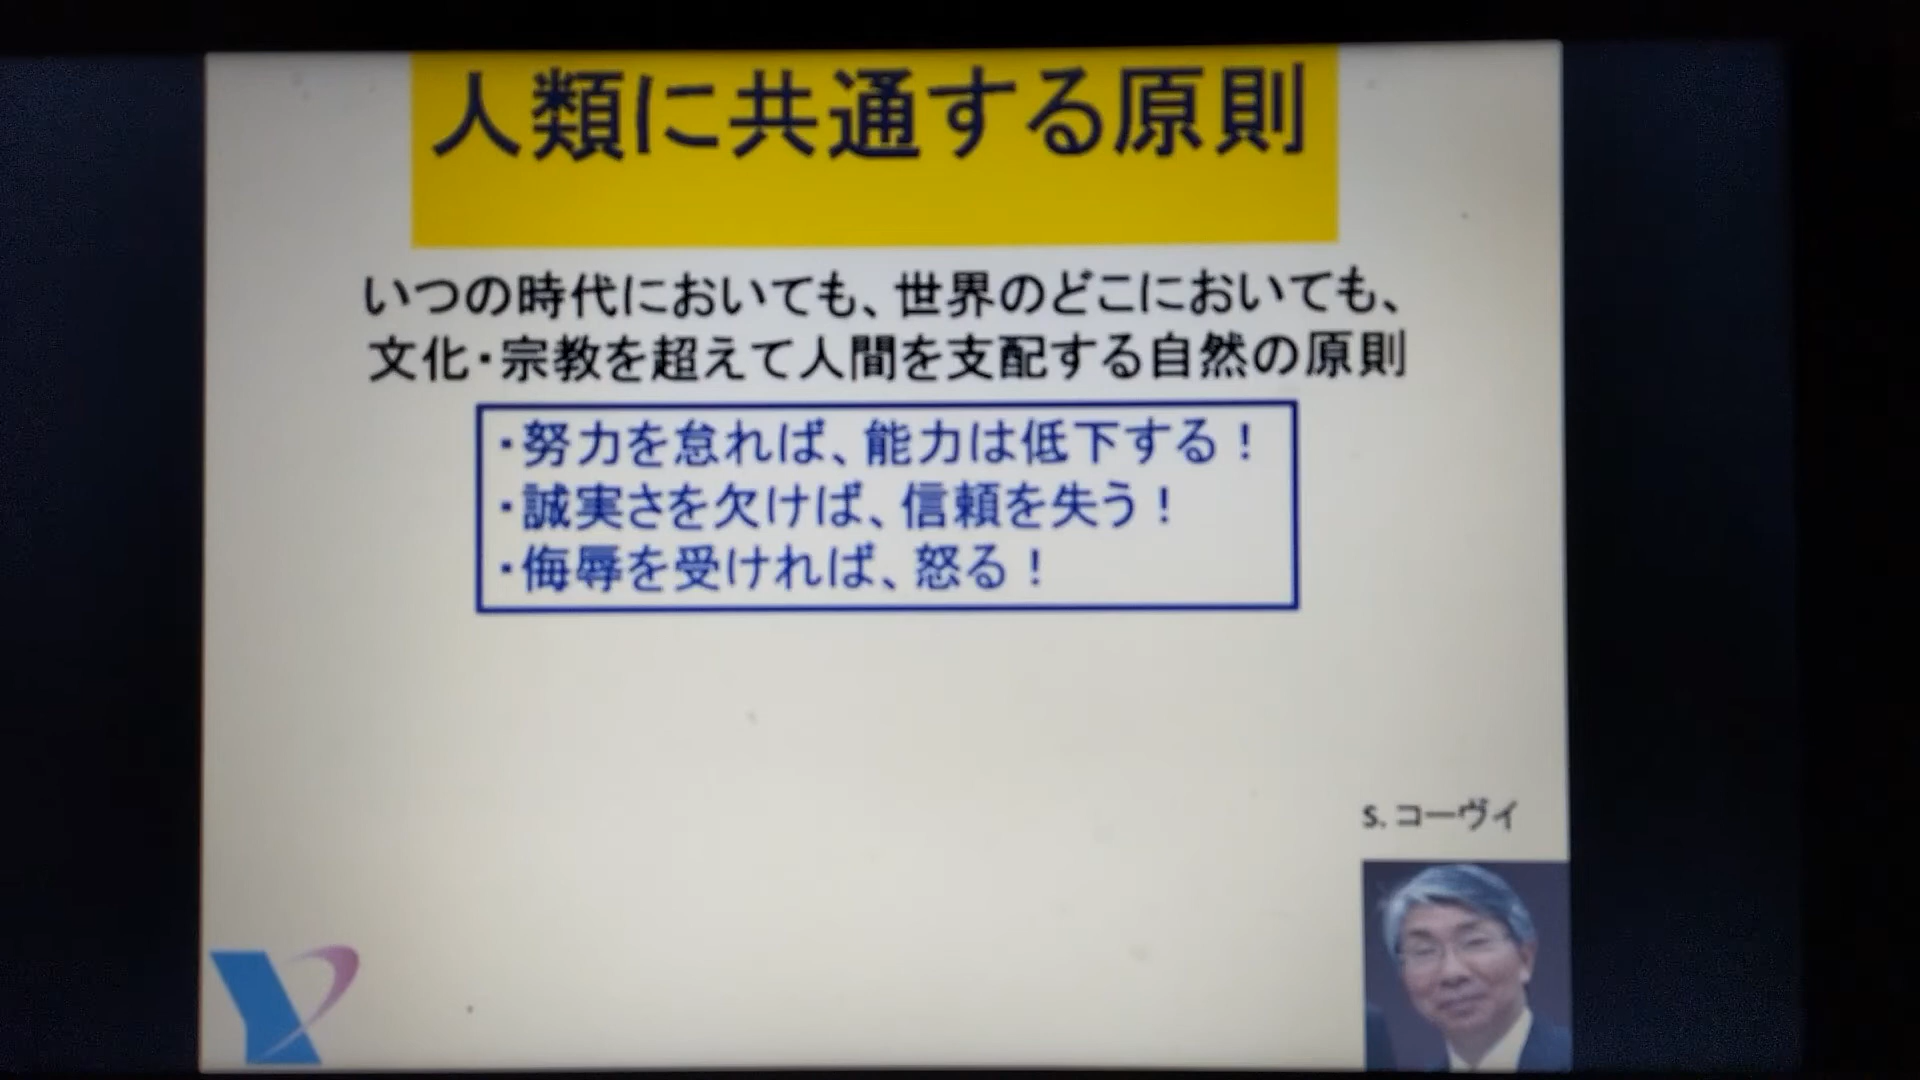 人類に共通する原則
いつの時代においても、世界のどこにおいても、
文化・宗教を超えて人間を支配する自然の原則
・努力を怠れば、能力は低下する！
・誠実さを欠けば、信頼を失う！
・侮辱を受ければ、怒る！
S. コーヴィ